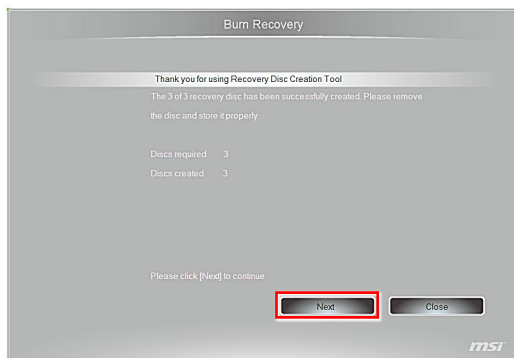 Burn Recovery
Thank you for using Recovery Disc Creation Tool
The 3 of 3 recovery disc has been successfully created. Please remove
the disc and store it properly.
Discs required 3
Discs created 3
Please click [Next] to continue
Next Close
msi